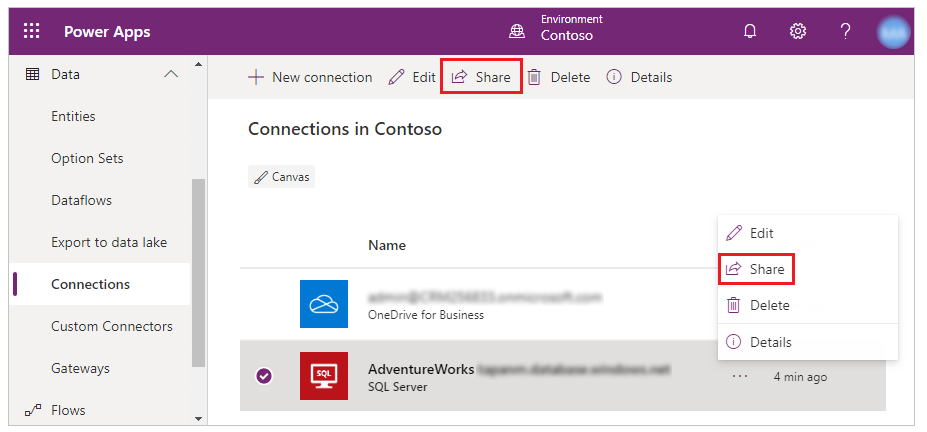 Power Apps
Environment
Contoso
?
Data
Entities
Option Sets
Dataflows
Export to data lake
Connections
Custom Connectors
Gateways
Flows
New connection Edit Share Delete Details
Connections in Contoso
Canvas
Name
Edit
Share
Delete
Details
OneDrive for Business
SQL
AdventureWorks
SQL Server
... 4 min ago